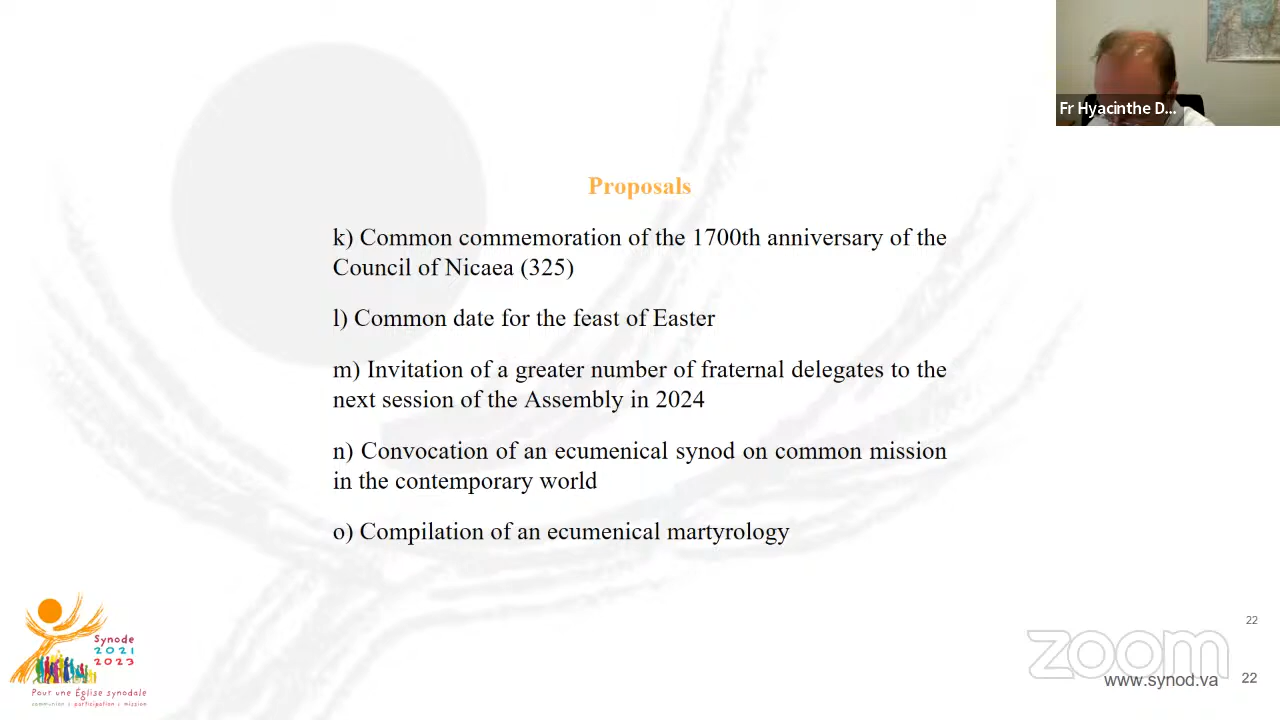 Fr Hyacinthe D...
Proposals
k) Common commemoration of the 1700th anniversary of the
Council of Nicaea (325)
l) Common date for the feast of Easter
m) Invitation of a greater number of fraternal delegates to the
next session of the Assembly in 2024
n) Convocation of an ecumenical synod on common mission
in the contemporary world
o) Compilation of an ecumenical martyrology
Synode
2021
2023
Pour une Église synodale
communion | participation | mission
22
zoom
www.synod.va
22